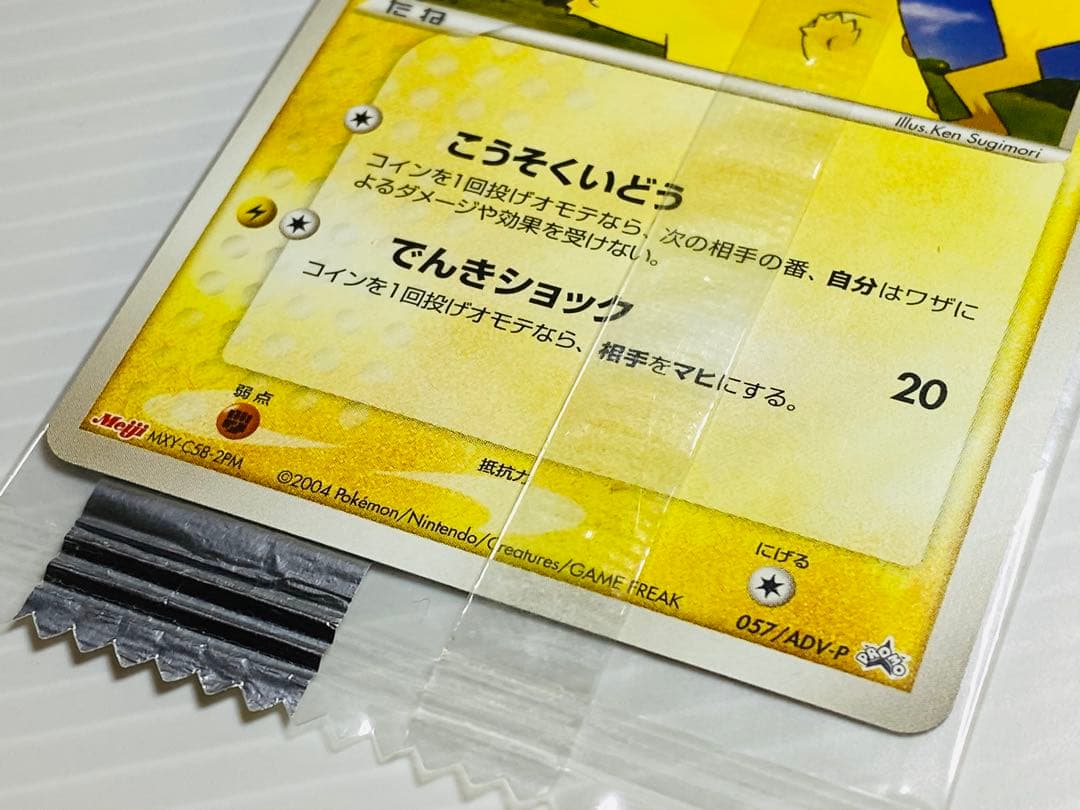 たね
Illus. Ken Sugimori
こうそくいどう
コインを1回投げオモテなら、次の相手の番、自分はワザに
よるダメージや効果を受けない。
でんきショック
20
コインを1回投げオモテなら、相手をマヒにする。
弱点
抵抗力
にげる
Meiji MXY-C5B-2PM
©2004 Pokémon/Nintendo/Creatures/GAME FREAK
057/ADV-P PROMO